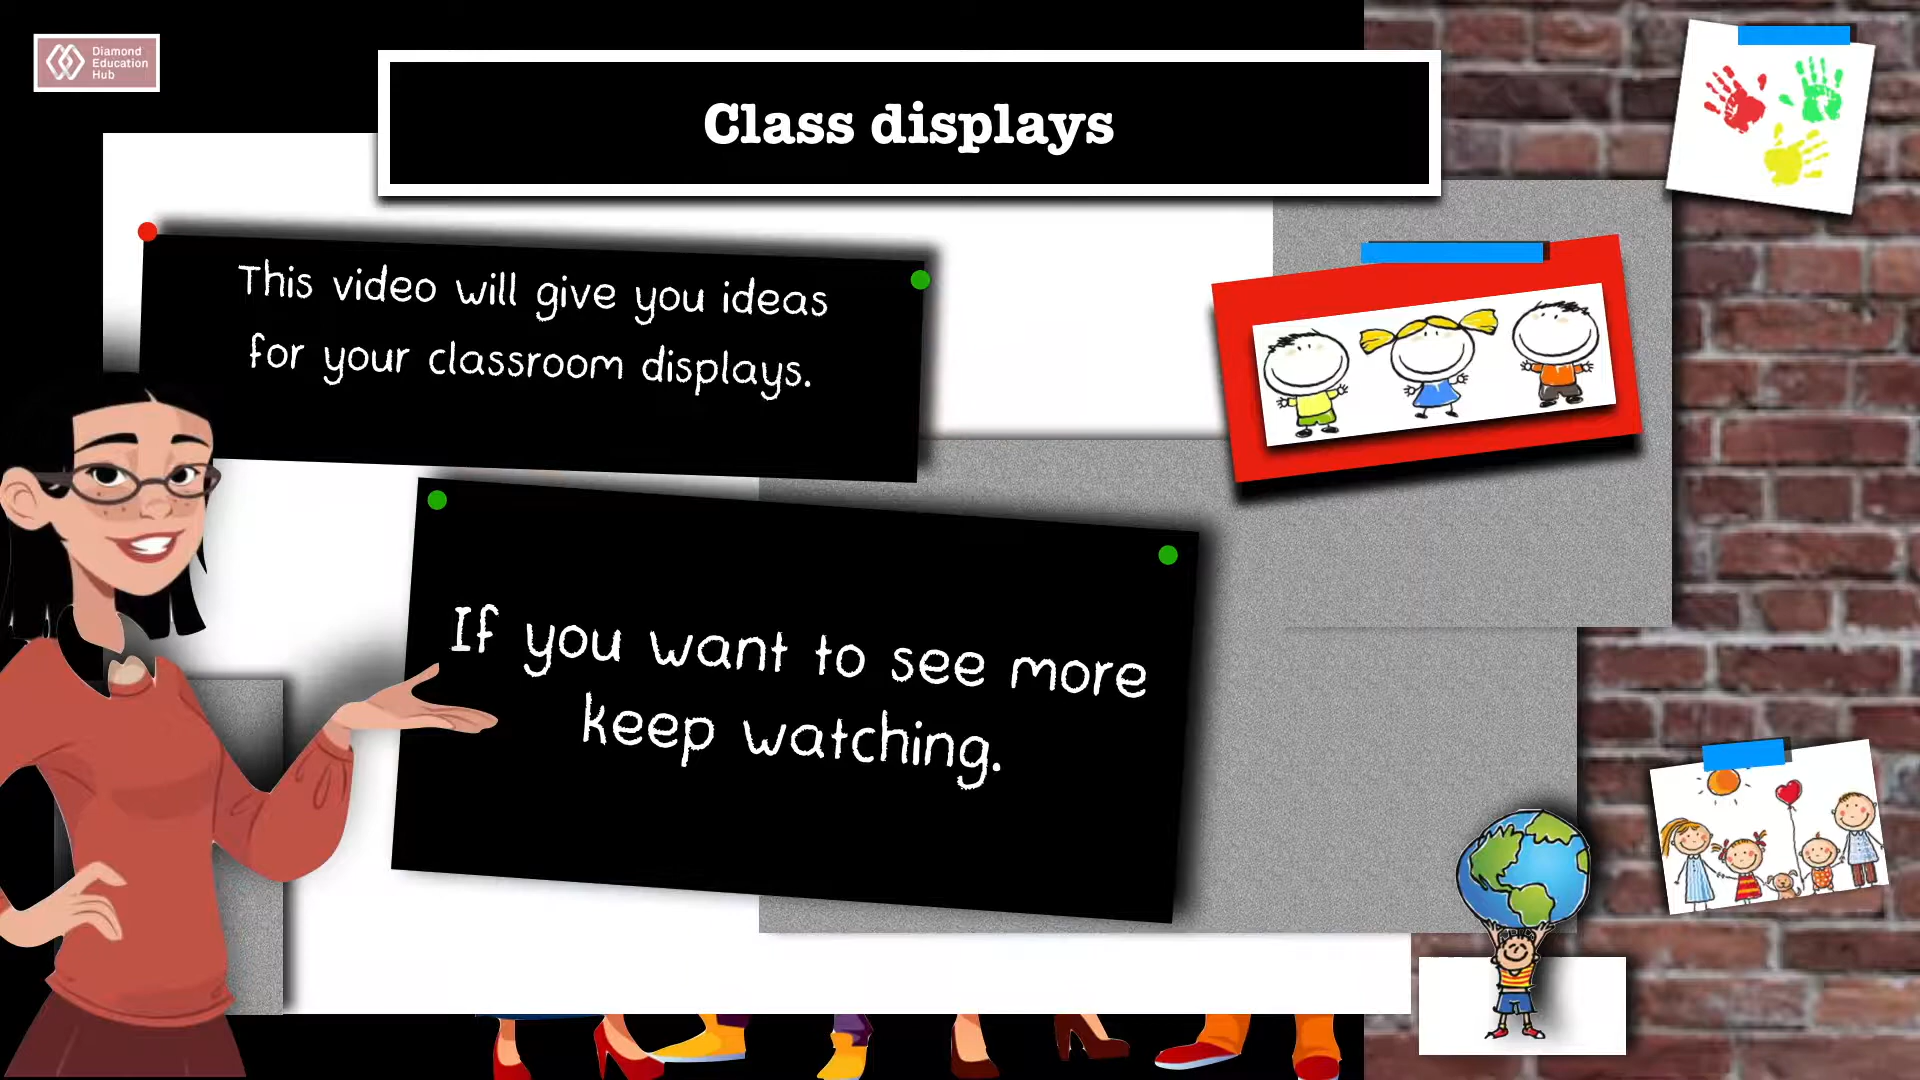 Diamond
Education
Hub
Class displays
This video will give you ideas
for your classroom displays.
If you want to see more
keep watching.